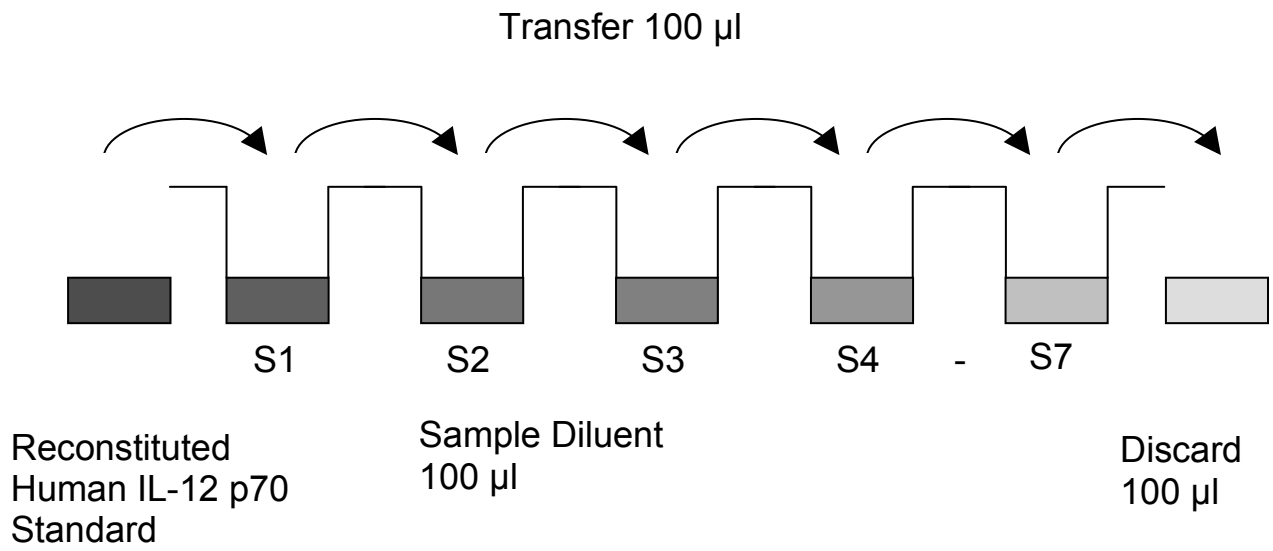 Transfer 100 µl
S1 S2 S3 S4 - S7
Reconstituted
Human IL-12 p70
Standard
Sample Diluent
100 µl
Discard
100 µl